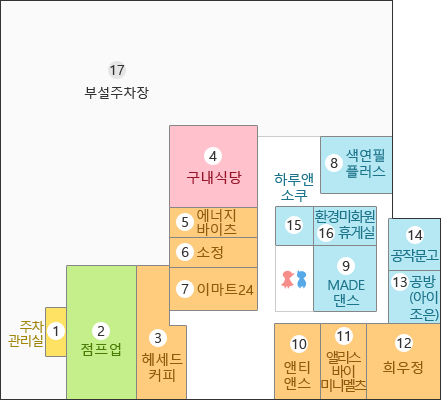 17
부설주차장
4
구내식당
8 색연필
플러스
하루앤
소쿠
5 에너지
바이츠
15
환경미화원
16 휴게실
6 소정
14
공작문고
7 이마트24
9
MADE
댄스
13 공방
(아이
조은)
주차
관리실
1
2
점프업
3
헤세드
커피
10
앤티
앤스
11
앨리스
바이
미니멜츠
12
희우정